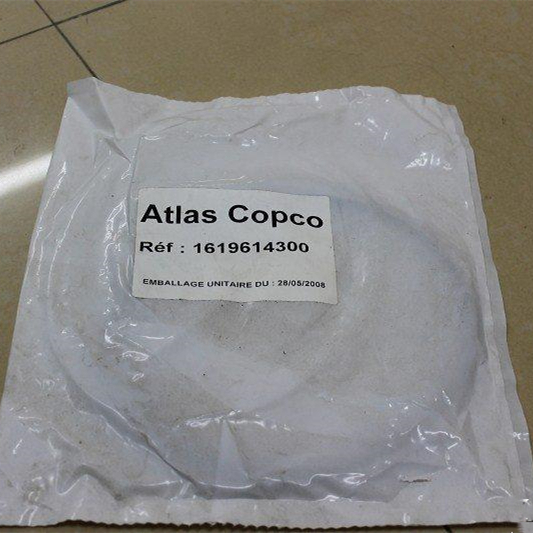 Atlas Copco
Réf : 1619614300
EMBALLAGE UNITAIRE DU : 28/05/2008